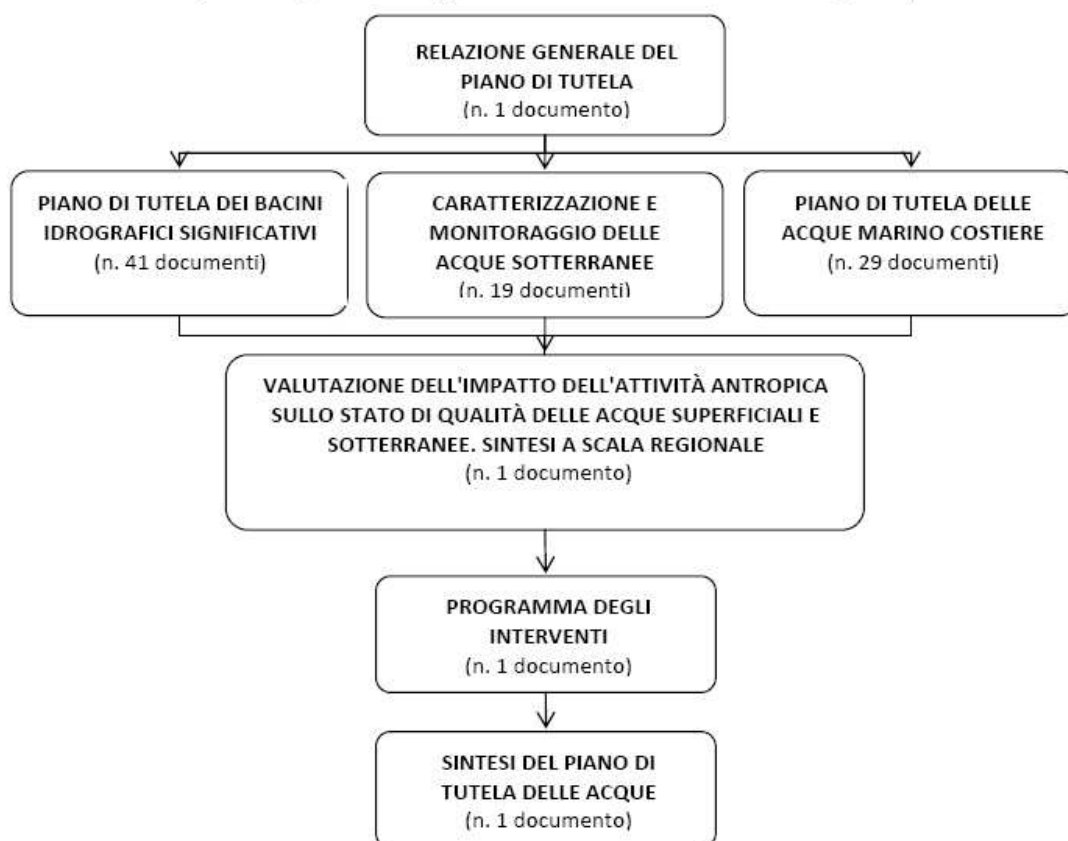 RELAZIONE GENERALE DEL
PIANO DI TUTELA
(n. 1 documento)
PIANO DI TUTELA DEI BACINI
IDROGRAFICI SIGNIFICATIVI
(n. 41 documenti)
CARATTERIZZAZIONE E
MONITORAGGIO DELLE
ACQUE SOTTERRANEE
(n. 19 documenti)
PIANO DI TUTELA DELLE
ACQUE MARINO COSTIERE
(n. 29 documenti)
VALUTAZIONE DELL'IMPATTO DELL'ATTIVITÀ ANTROPICA
SULLO STATO DI QUALITÀ DELLE ACQUE SUPERFICIALI E
SOTTERRANEE. SINTESI A SCALA REGIONALE
(n. 1 documento)
PROGRAMMA DEGLI
INTERVENTI
(n. 1 documento)
SINTESI DEL PIANO DI
TUTELA DELLE ACQUE
(n. 1 documento)